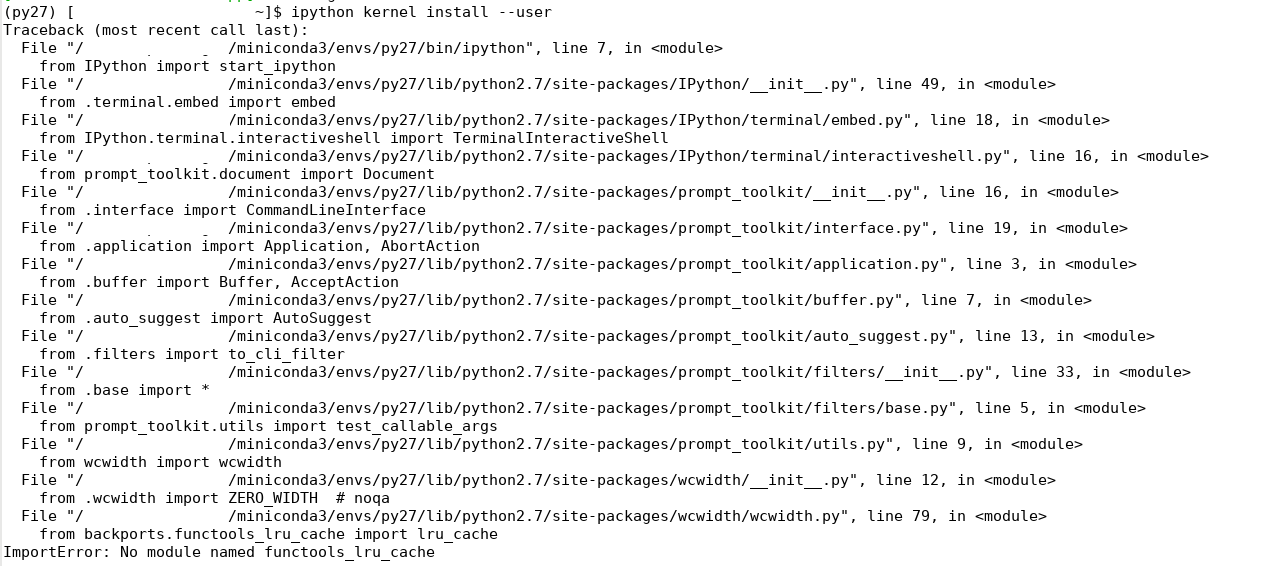 (py27) [ ~]$ ipython kernel install --user
Traceback (most recent call last):
  File "/ /miniconda3/envs/py27/bin/ipython", line 7, in <module>
    from IPython import start_ipython
  File "/ /miniconda3/envs/py27/lib/python2.7/site-packages/IPython/__init__.py", line 49, in <module>
    from .terminal.embed import embed
  File "/ /miniconda3/envs/py27/lib/python2.7/site-packages/IPython/terminal/embed.py", line 18, in <module>
    from IPython.terminal.interactiveshell import TerminalInteractiveShell
  File "/ /miniconda3/envs/py27/lib/python2.7/site-packages/IPython/terminal/interactiveshell.py", line 16, in <module>
    from prompt_toolkit.document import Document
  File "/ /miniconda3/envs/py27/lib/python2.7/site-packages/prompt_toolkit/__init__.py", line 16, in <module>
    from .interface import CommandLineInterface
  File "/ /miniconda3/envs/py27/lib/python2.7/site-packages/prompt_toolkit/interface.py", line 19, in <module>
    from .application import Application, AbortAction
  File "/ /miniconda3/envs/py27/lib/python2.7/site-packages/prompt_toolkit/application.py", line 3, in <module>
    from .buffer import Buffer, AcceptAction
  File "/ /miniconda3/envs/py27/lib/python2.7/site-packages/prompt_toolkit/buffer.py", line 7, in <module>
    from .auto_suggest import AutoSuggest
  File "/ /miniconda3/envs/py27/lib/python2.7/site-packages/prompt_toolkit/auto_suggest.py", line 13, in <module>
    from .filters import to_cli_filter
  File "/ /miniconda3/envs/py27/lib/python2.7/site-packages/prompt_toolkit/filters/__init__.py", line 33, in <module>
    from .base import *
  File "/ /miniconda3/envs/py27/lib/python2.7/site-packages/prompt_toolkit/filters/base.py", line 5, in <module>
    from prompt_toolkit.utils import test_callable_args
  File "/ /miniconda3/envs/py27/lib/python2.7/site-packages/prompt_toolkit/utils.py", line 9, in <module>
    from wcwidth import wcwidth
  File "/ /miniconda3/envs/py27/lib/python2.7/site-packages/wcwidth/__init__.py", line 12, in <module>
    from .wcwidth import ZERO_WIDTH  # noqa
  File "/ /miniconda3/envs/py27/lib/python2.7/site-packages/wcwidth/wcwidth.py", line 79, in <module>
    from backports.functools_lru_cache import lru_cache
ImportError: No module named functools_lru_cache